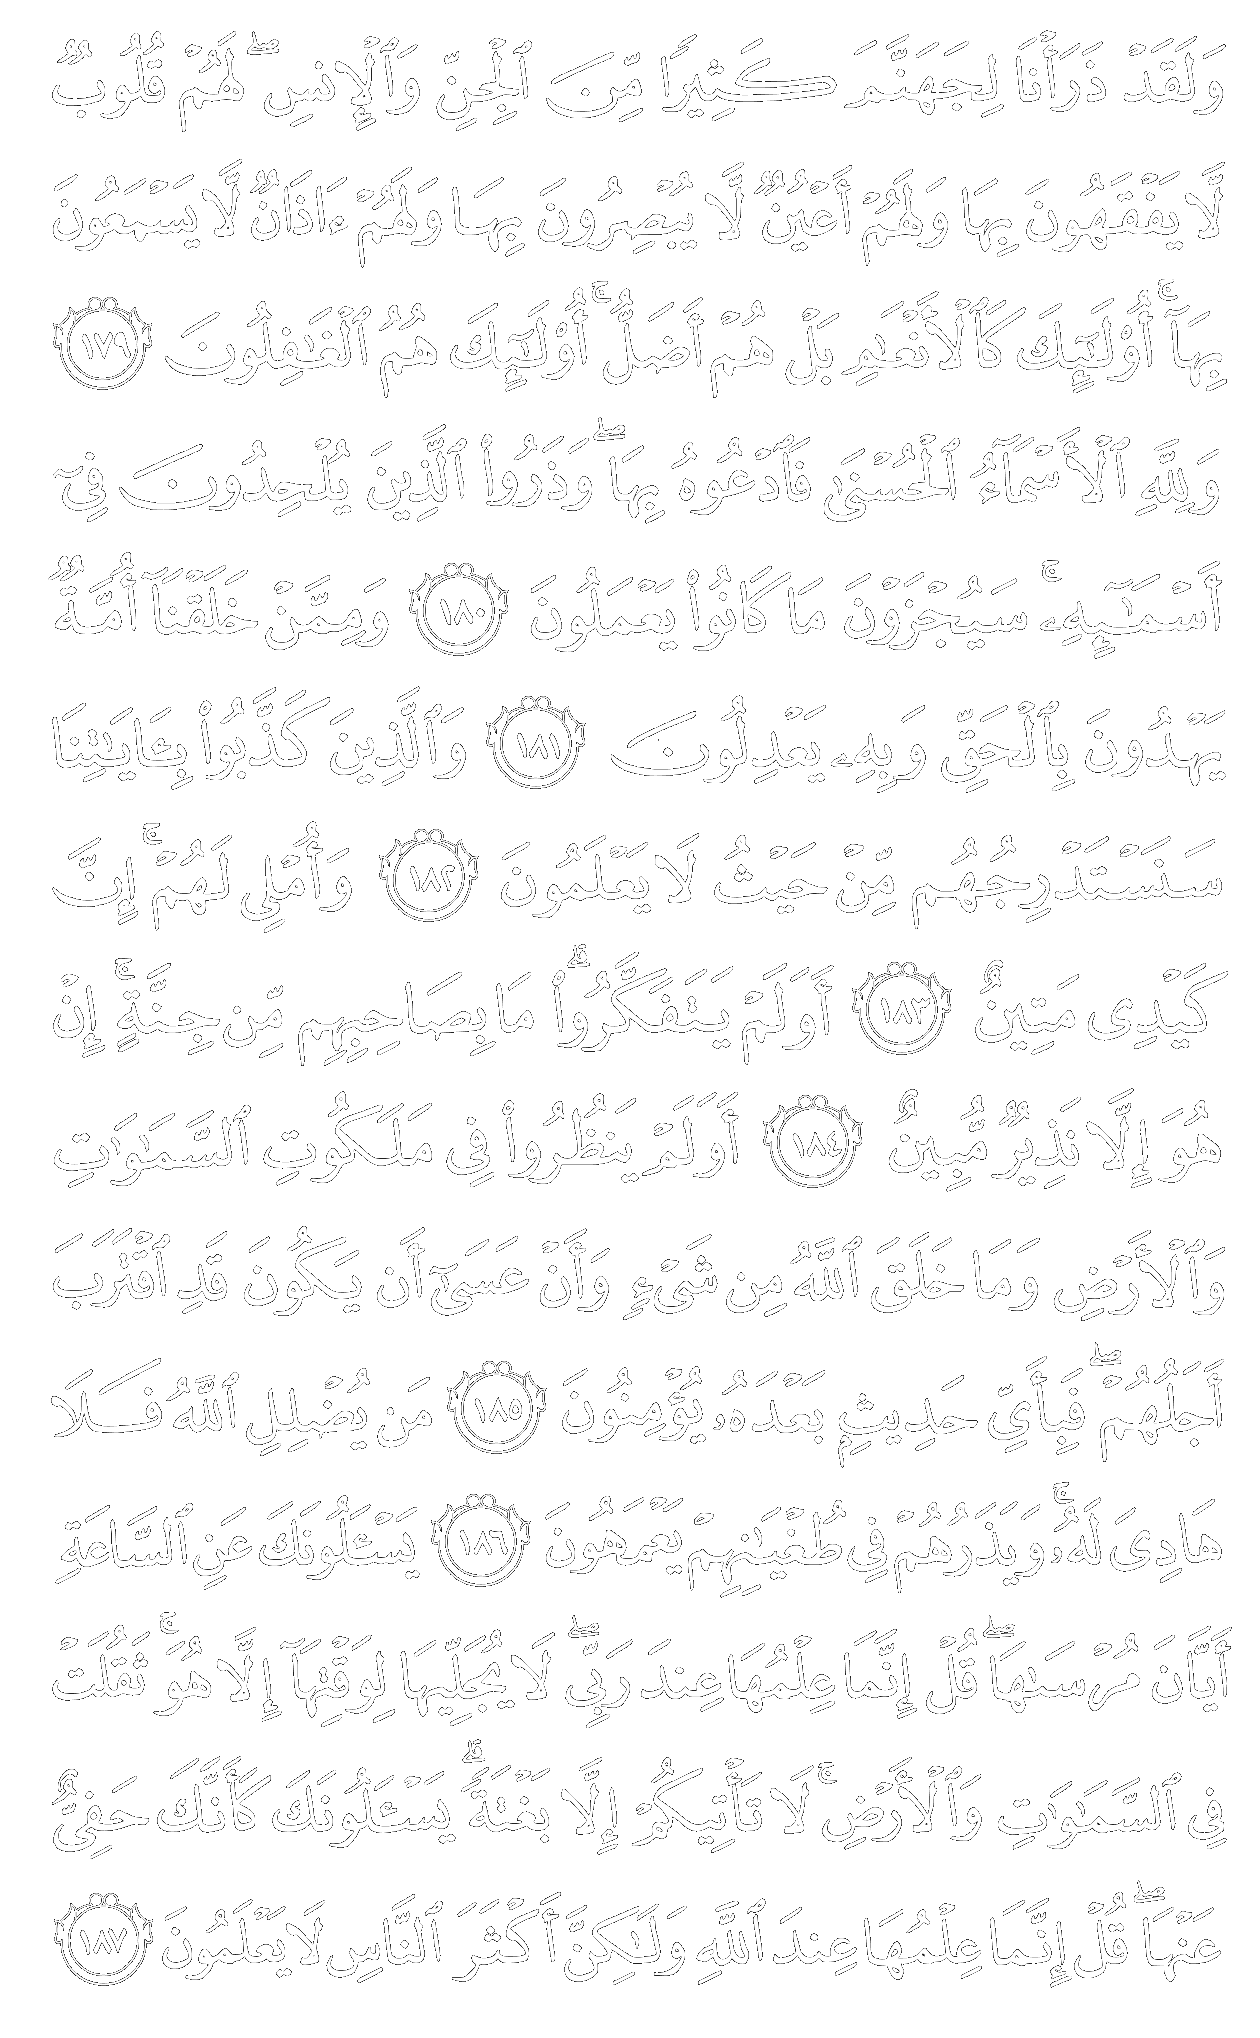 وَلَقَدْ ذَرَأْنَا لِجَهَنَّمَ كَثِيرًا مِّنَ ٱلْجِنِّ وَٱلْإِنسِ ۖ لَهُمْ قُلُوبٌ
لَّا يَفْقَهُونَ بِهَا وَلَهُمْ أَعْيُنٌ لَّا يُبْصِرُونَ بِهَا وَلَهُمْ ءَاذَانٌ لَّا يَسْمَعُونَ
بِهَآ ۚ أُو۟لَـٰٓئِكَ كَٱلْأَنْعَـٰمِ بَلْ هُمْ أَضَلُّ ۚ أُو۟لَـٰٓئِكَ هُمُ ٱلْغَـٰفِلُونَ ١٧٩
وَلِلَّهِ ٱلْأَسْمَآءُ ٱلْحُسْنَىٰ فَٱدْعُوهُ بِهَا ۖ وَذَرُوا۟ ٱلَّذِينَ يُلْحِدُونَ فِىٓ
أَسْمَـٰٓئِهِۦ ۚ سَيُجْزَوْنَ مَا كَانُوا۟ يَعْمَلُونَ ١٨٠ وَمِمَّنْ خَلَقْنَآ أُمَّةٌ
يَهْدُونَ بِٱلْحَقِّ وَبِهِۦ يَعْدِلُونَ ١٨١ وَٱلَّذِينَ كَذَّبُوا۟ بِـَٔايَـٰتِنَا
سَنَسْتَدْرِجُهُم مِّنْ حَيْثُ لَا يَعْلَمُونَ ١٨٢ وَأُمْلِى لَهُمْ ۚ إِنَّ
كَيْدِى مَتِينٌ ١٨٣ أَوَلَمْ يَتَفَكَّرُوا۟ ۗ مَا بِصَاحِبِهِم مِّن جِنَّةٍ ۚ إِنْ
هُوَ إِلَّا نَذِيرٌ مُّبِينٌ ١٨٤ أَوَلَمْ يَنظُرُوا۟ فِى مَلَكُوتِ ٱلسَّمَـٰوَٰتِ
وَٱلْأَرْضِ وَمَا خَلَقَ ٱللَّهُ مِن شَىْءٍ وَأَنْ عَسَىٰٓ أَن يَكُونَ قَدِ ٱقْتَرَبَ
أَجَلُهُمْ ۖ فَبِأَىِّ حَدِيثٍۭ بَعْدَهُۥ يُؤْمِنُونَ ١٨٥ مَن يُضْلِلِ ٱللَّهُ فَلَا
هَادِىَ لَهُۥ ۚ وَيَذَرُهُمْ فِى طُغْيَـٰنِهِمْ يَعْمَهُونَ ١٨٦ يَسْـَٔلُونَكَ عَنِ ٱلسَّاعَةِ
أَيَّانَ مُرْسَىٰهَا ۖ قُلْ إِنَّمَا عِلْمُهَا عِندَ رَبِّى ۖ لَا يُجَلِّيهَا لِوَقْتِهَآ إِلَّا هُوَ ۚ ثَقُلَتْ
فِى ٱلسَّمَـٰوَٰتِ وَٱلْأَرْضِ ۚ لَا تَأْتِيكُمْ إِلَّا بَغْتَةً ۗ يَسْـَٔلُونَكَ كَأَنَّكَ حَفِىٌّ
عَنْهَا ۖ قُلْ إِنَّمَا عِلْمُهَا عِندَ ٱللَّهِ وَلَـٰكِنَّ أَكْثَرَ ٱلنَّاسِ لَا يَعْلَمُونَ ١٨٧